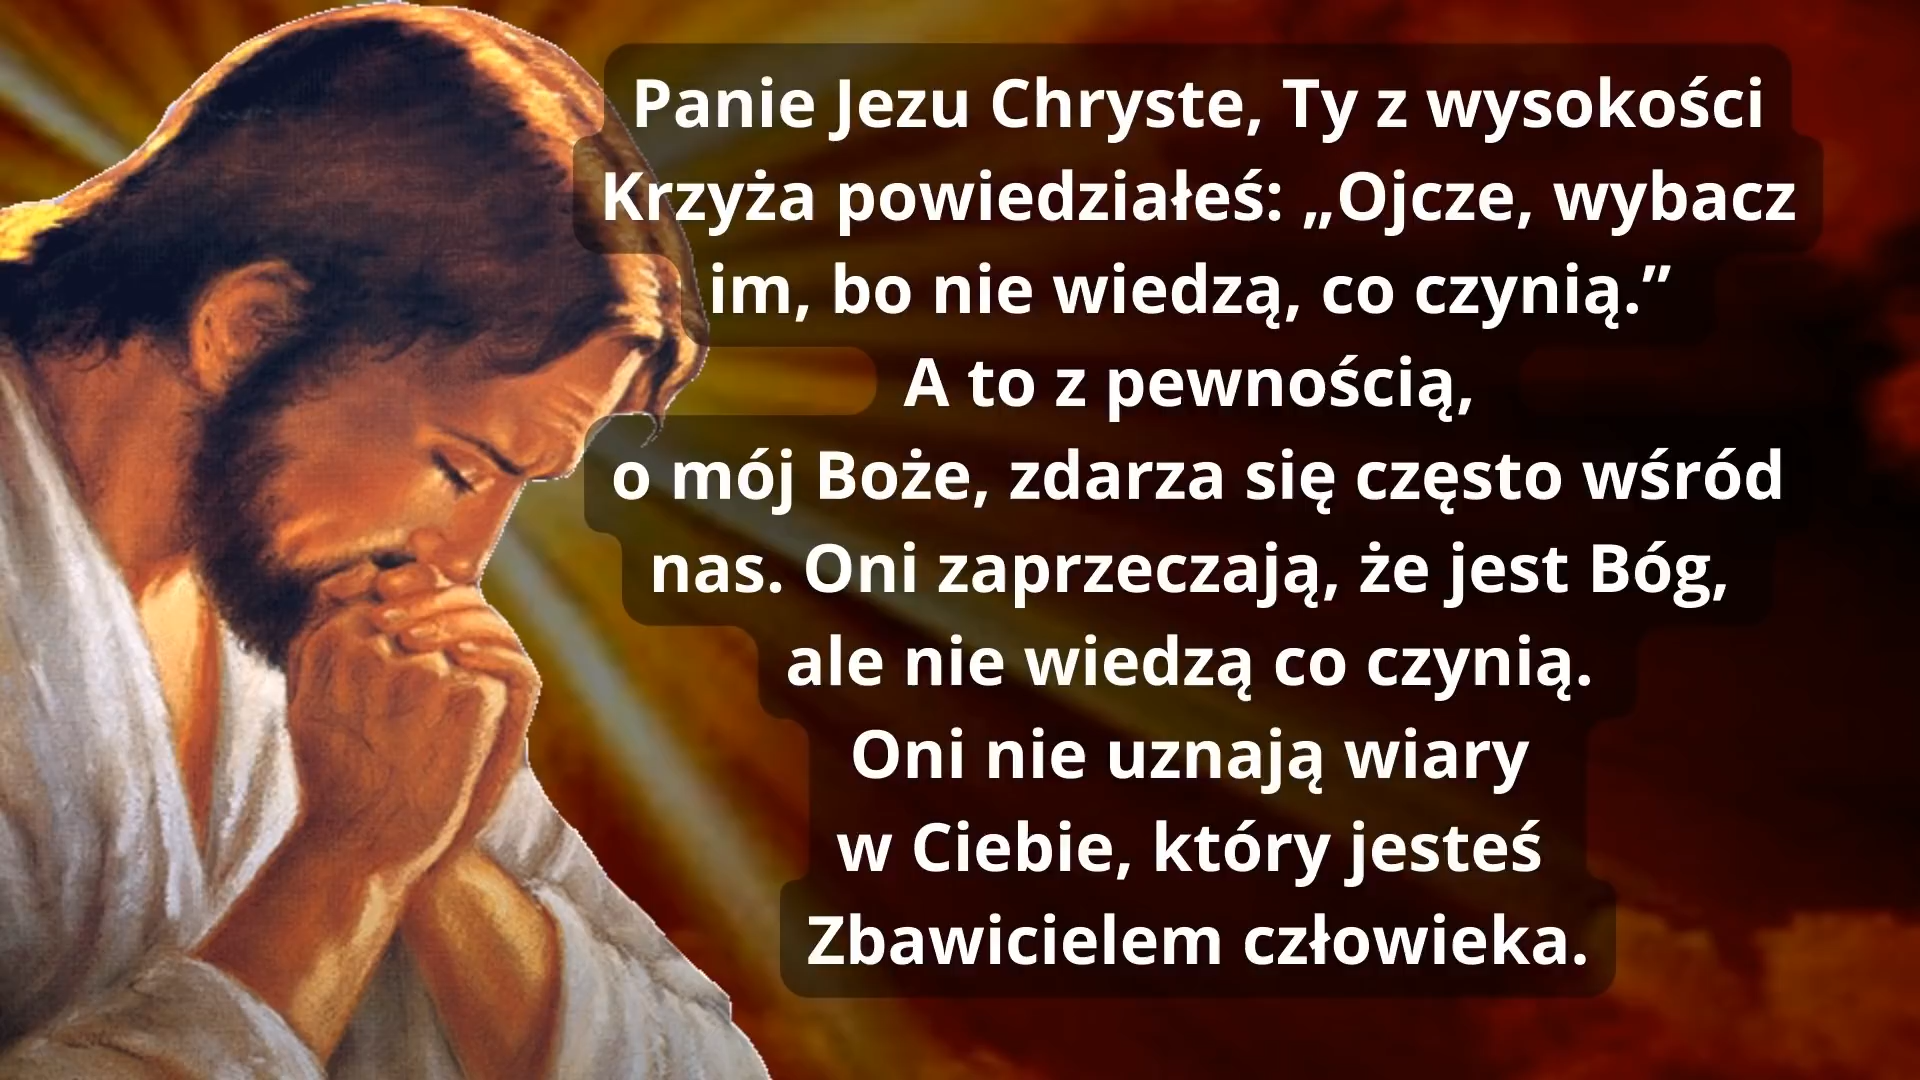 Panie Jezu Chryste, Ty z wysokości
Krzyża powiedziałeś: „Ojcze, wybacz
im, bo nie wiedzą, co czynią.”
A to z pewnością,
o mój Boże, zdarza się często wśród
nas. Oni zaprzeczają, że jest Bóg,
ale nie wiedzą co czynią.
Oni nie uznają wiary
w Ciebie, który jesteś
Zbawicielem człowieka.